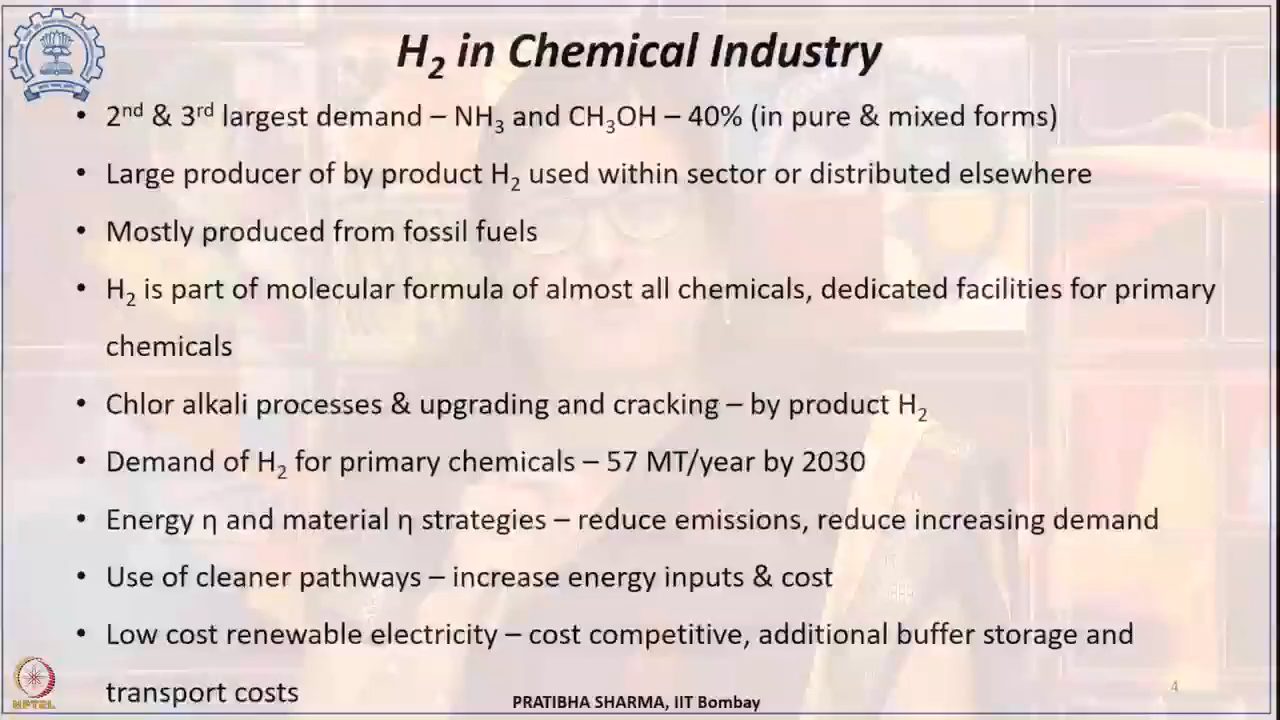 H₂ in Chemical Industry
• 2nd & 3rd largest demand – NH₃ and CH₃OH – 40% (in pure & mixed forms)
• Large producer of by product H₂ used within sector or distributed elsewhere
• Mostly produced from fossil fuels
• H₂ is part of molecular formula of almost all chemicals, dedicated facilities for primary
chemicals
• Chlor alkali processes & upgrading and cracking – by product H₂
• Demand of H₂ for primary chemicals – 57 MT/year by 2030
• Energy η and material η strategies – reduce emissions, reduce increasing demand
• Use of cleaner pathways – increase energy inputs & cost
• Low cost renewable electricity – cost competitive, additional buffer storage and
transport costs
NPTEL
PRATIBHA SHARMA, IIT Bombay
4